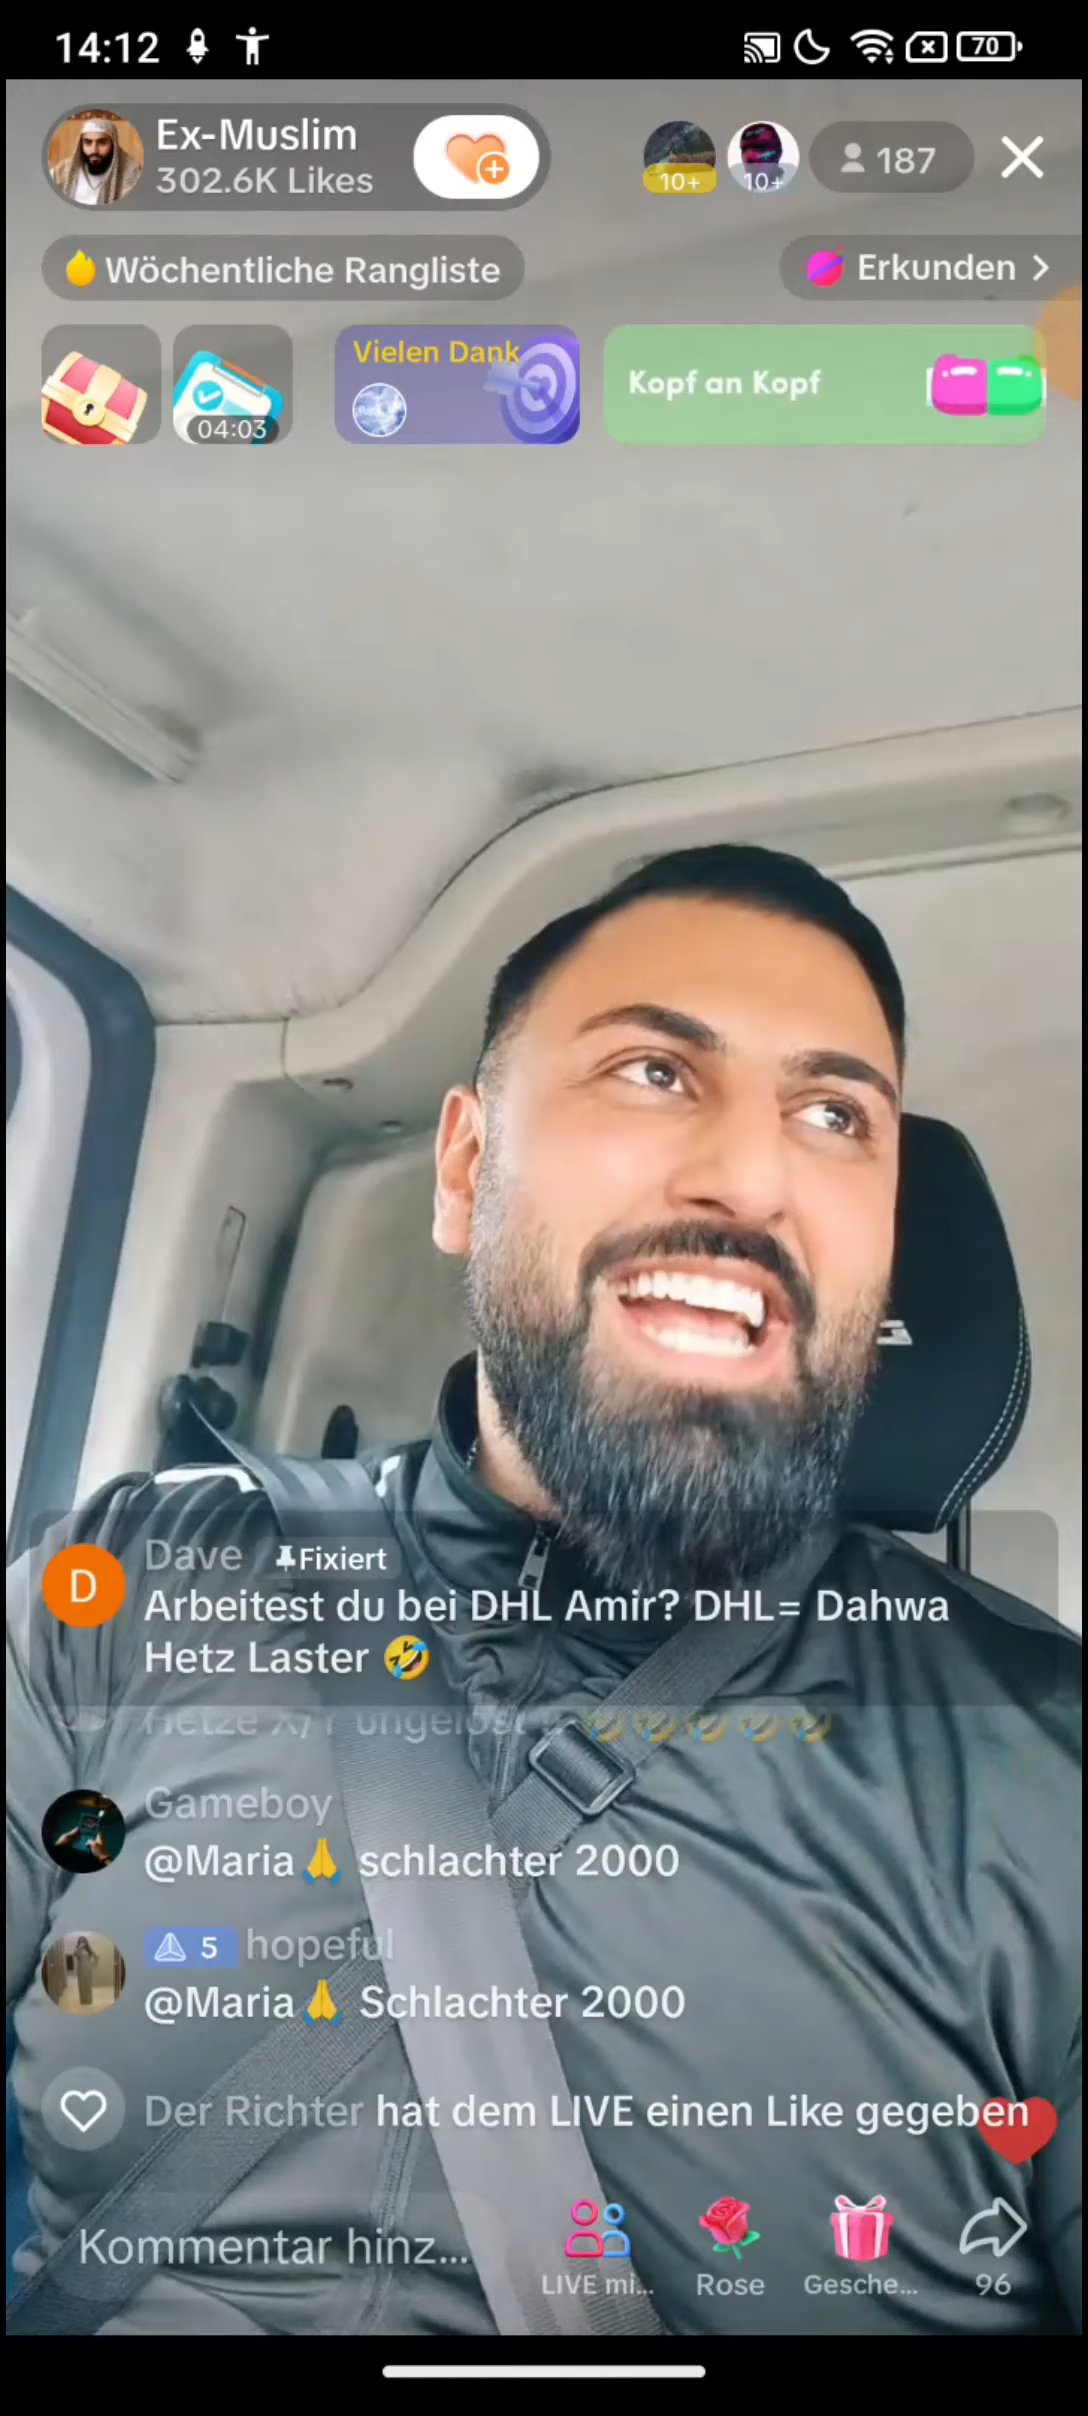 14:12
70
Ex-Muslim
302.6K Likes
10+
10+
187
Wöchentliche Rangliste
Erkunden >
04:03
Vielen Dank
Kopf an Kopf
Dave Fixiert
Arbeitest du bei DHL Amir? DHL= Dahwa
Hetz Laster 🤣
Hetze X/Y ungelöst 🤣🤣🤣🤣🤣
Gameboy
@Maria🙏 schlachter 2000
5 hopeful
@Maria🙏 Schlachter 2000
Der Richter hat dem LIVE einen Like gegeben
Kommentar hinz...
LIVE mi...
Rose
Gesche...
96